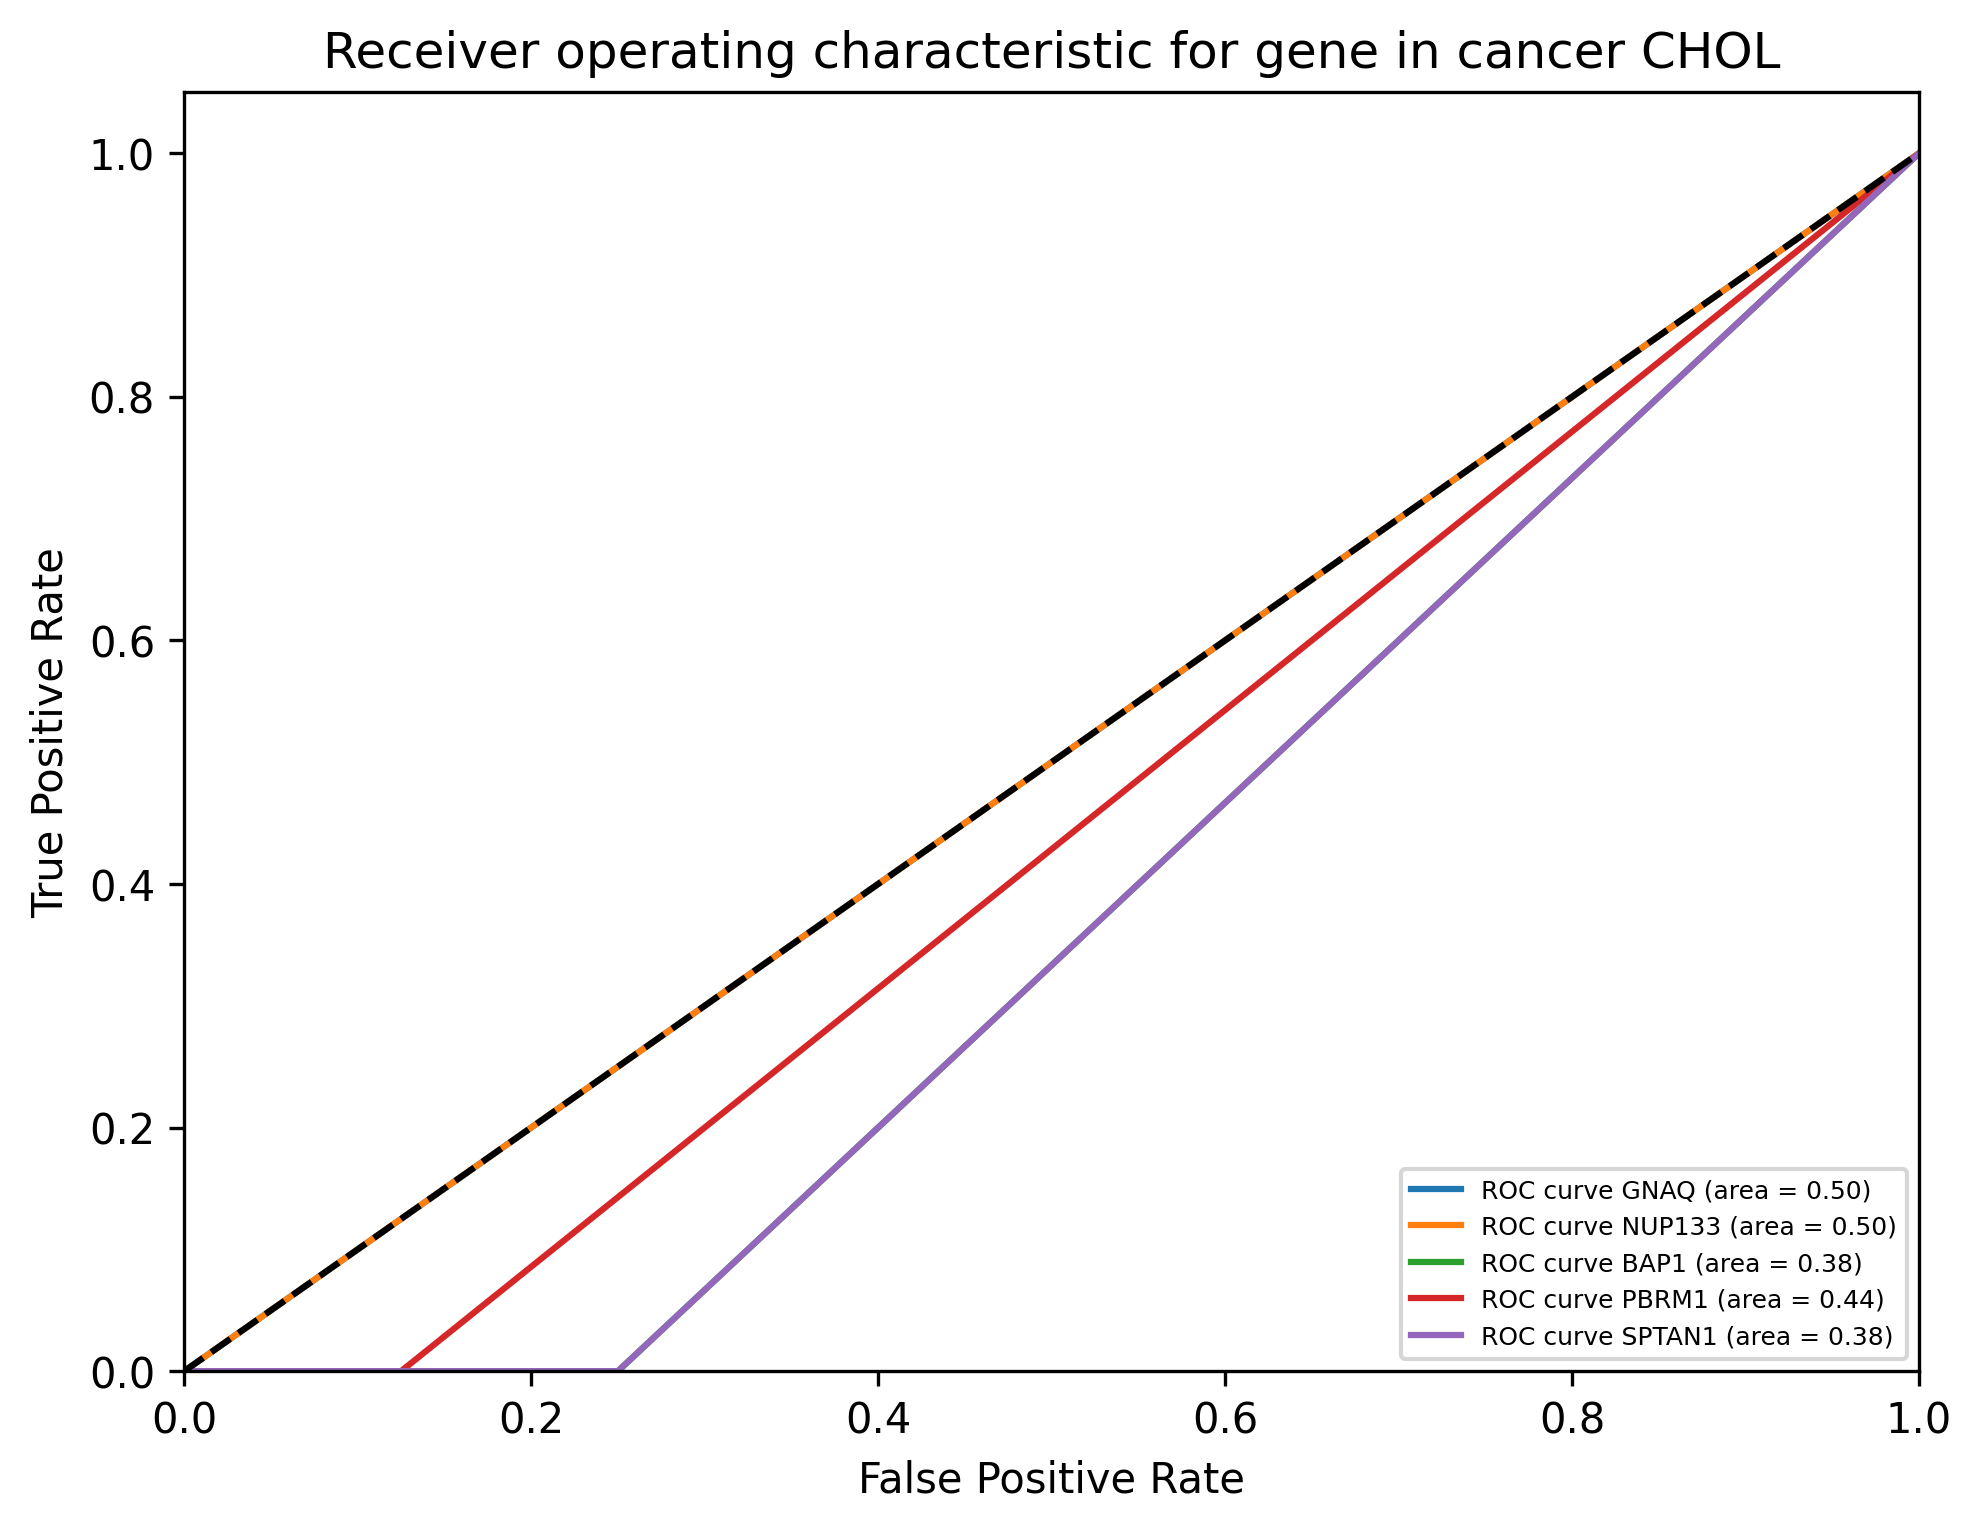 Receiver operating characteristic for gene in cancer CHOL
1.0
0.8
0.6
0.4
0.2
0.0
True Positive Rate
ROC curve GNAQ (area = 0.50)
ROC curve NUP133 (area = 0.50)
ROC curve BAP1 (area = 0.38)
ROC curve PBRM1 (area = 0.44)
ROC curve SPTAN1 (area = 0.38)
0.0 0.2 0.4 0.6 0.8 1.0
False Positive Rate